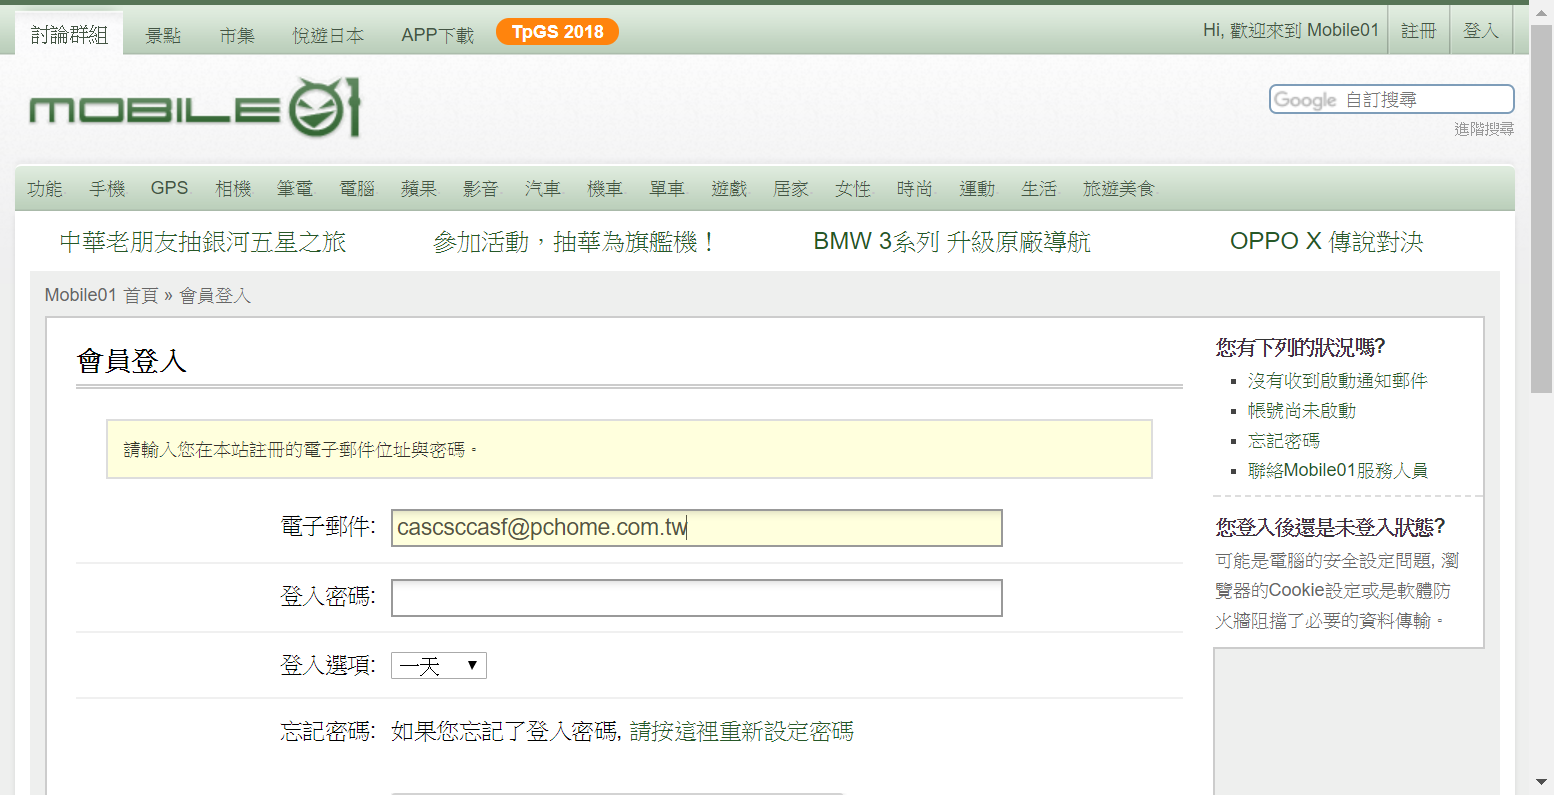 討論群組 景點 市集 悅遊日本 APP下載 TpGS 2018 Hi, 歡迎來到 Mobile01 註冊 登入
MOBILE01
Google 自訂搜尋
進階搜尋
功能 手機 GPS 相機 筆電 電腦 蘋果 影音 汽車 機車 單車 遊戲 居家 女性 時尚 運動 生活 旅遊美食
中華老朋友抽銀河五星之旅 參加活動，抽華為旗艦機！ BMW 3系列 升級原廠導航 OPPO X 傳說對決
Mobile01 首頁 » 會員登入
會員登入
請輸入您在本站註冊的電子郵件位址與密碼。
電子郵件: cascsccasf@pchome.com.tw
登入密碼:
登入選項: 一天
忘記密碼: 如果您忘記了登入密碼, 請按這裡重新設定密碼
您有下列的狀況嗎?
沒有收到啟動通知郵件
帳號尚未啟動
忘記密碼
聯絡Mobile01服務人員
您登入後還是未登入狀態?
可能是電腦的安全設定問題, 瀏
覽器的Cookie設定或是軟體防
火牆阻擋了必要的資料傳輸。